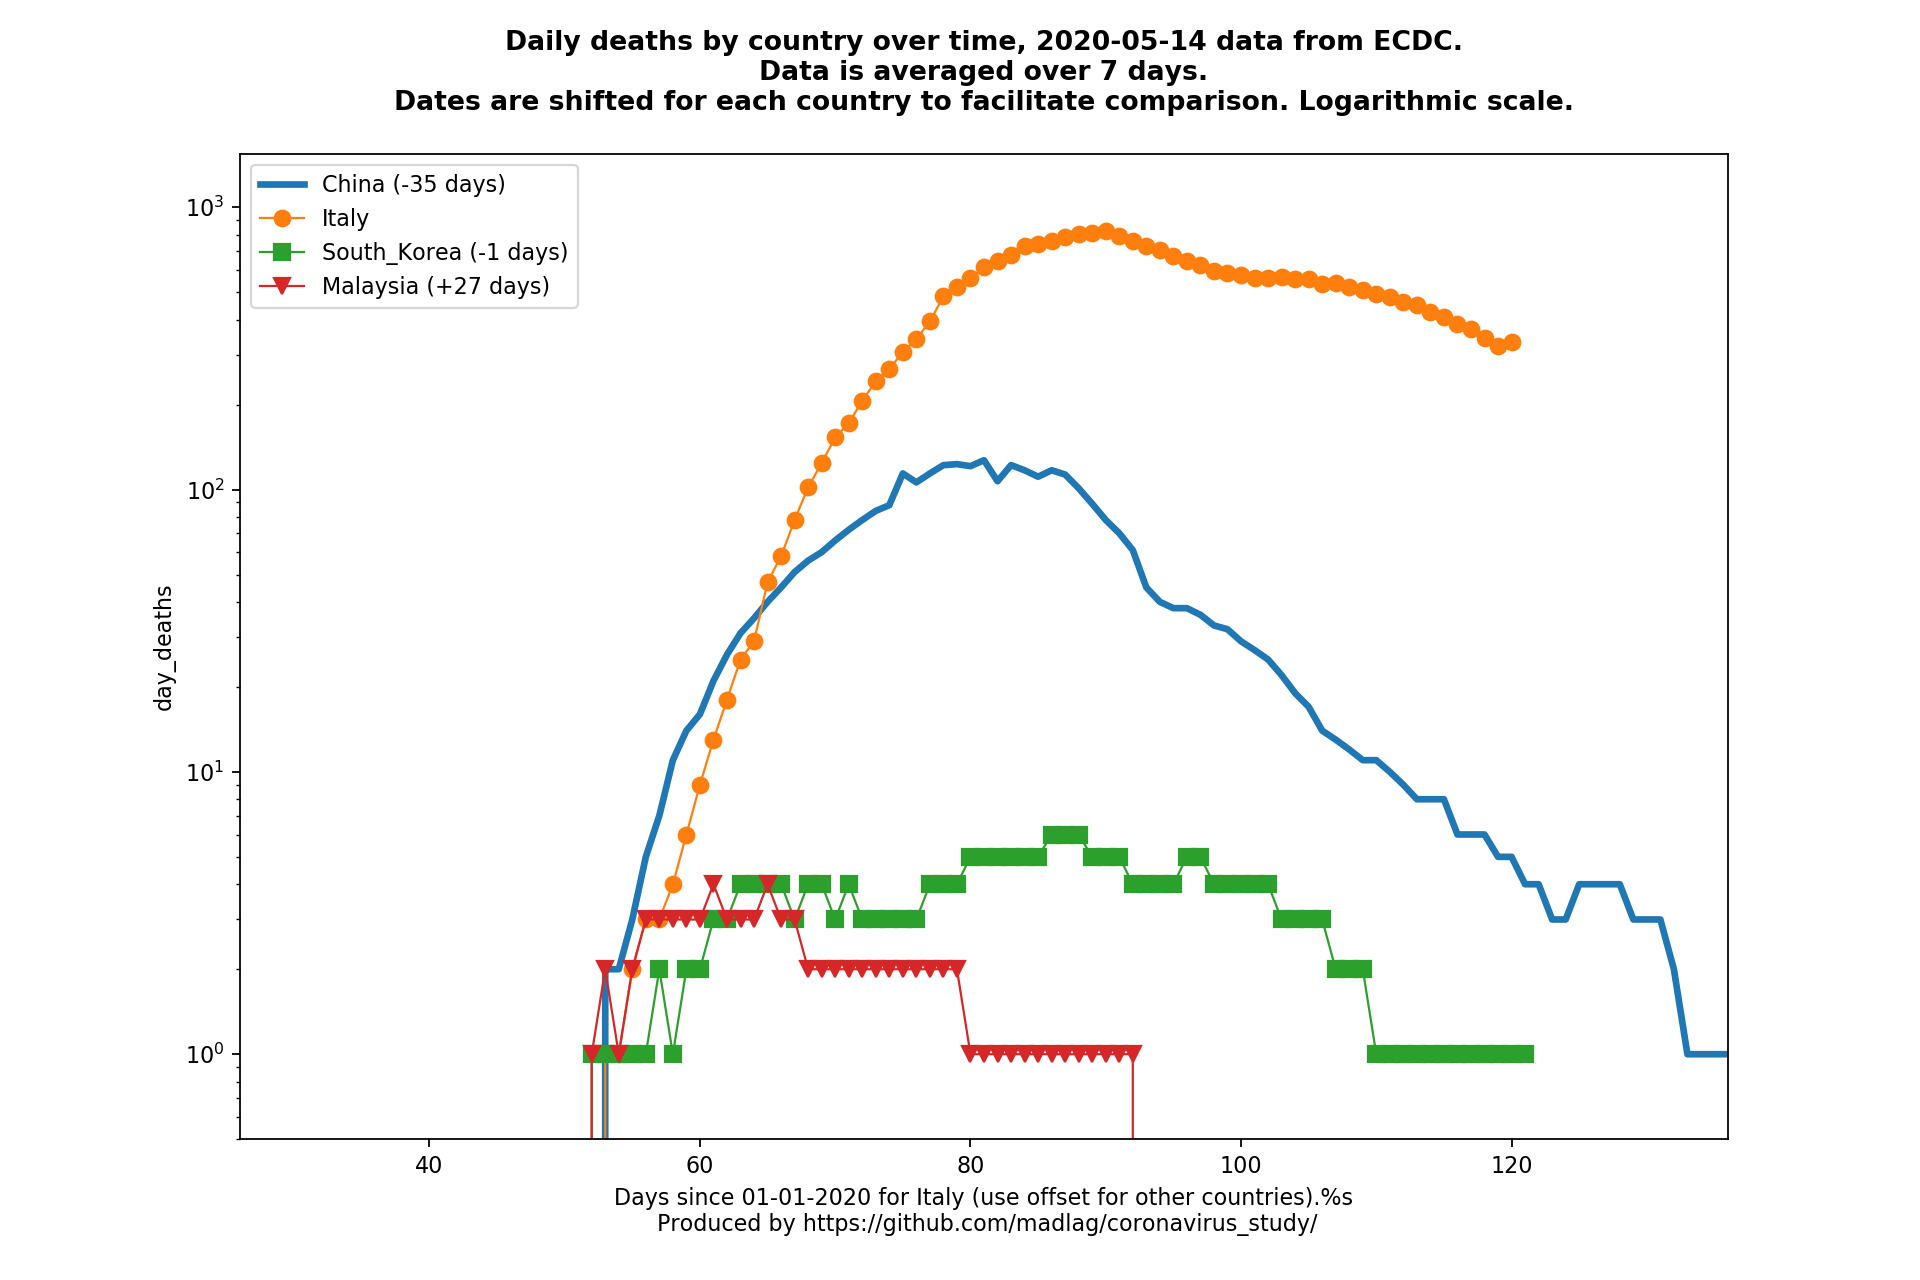 Daily deaths by country over time, 2020-05-14 data from ECDC.
Data is averaged over 7 days.
Dates are shifted for each country to facilitate comparison. Logarithmic scale.
China (-35 days)
Italy
South_Korea (-1 days)
Malaysia (+27 days)
10³
10²
10¹
10⁰
day_deaths
40 60 80 100 120
Days since 01-01-2020 for Italy (use offset for other countries).%s
Produced by https://github.com/madlag/coronavirus_study/